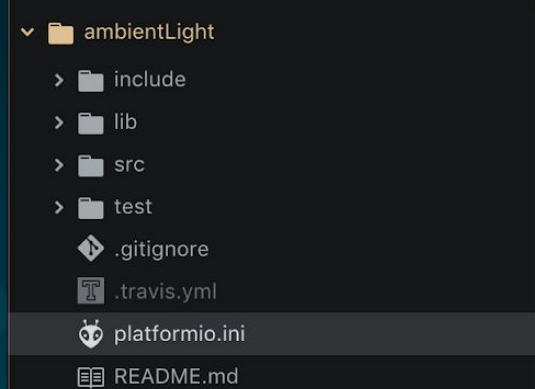 ambientLight
include
lib
src
test
.gitignore
.travis.yml
platformio.ini
README.md